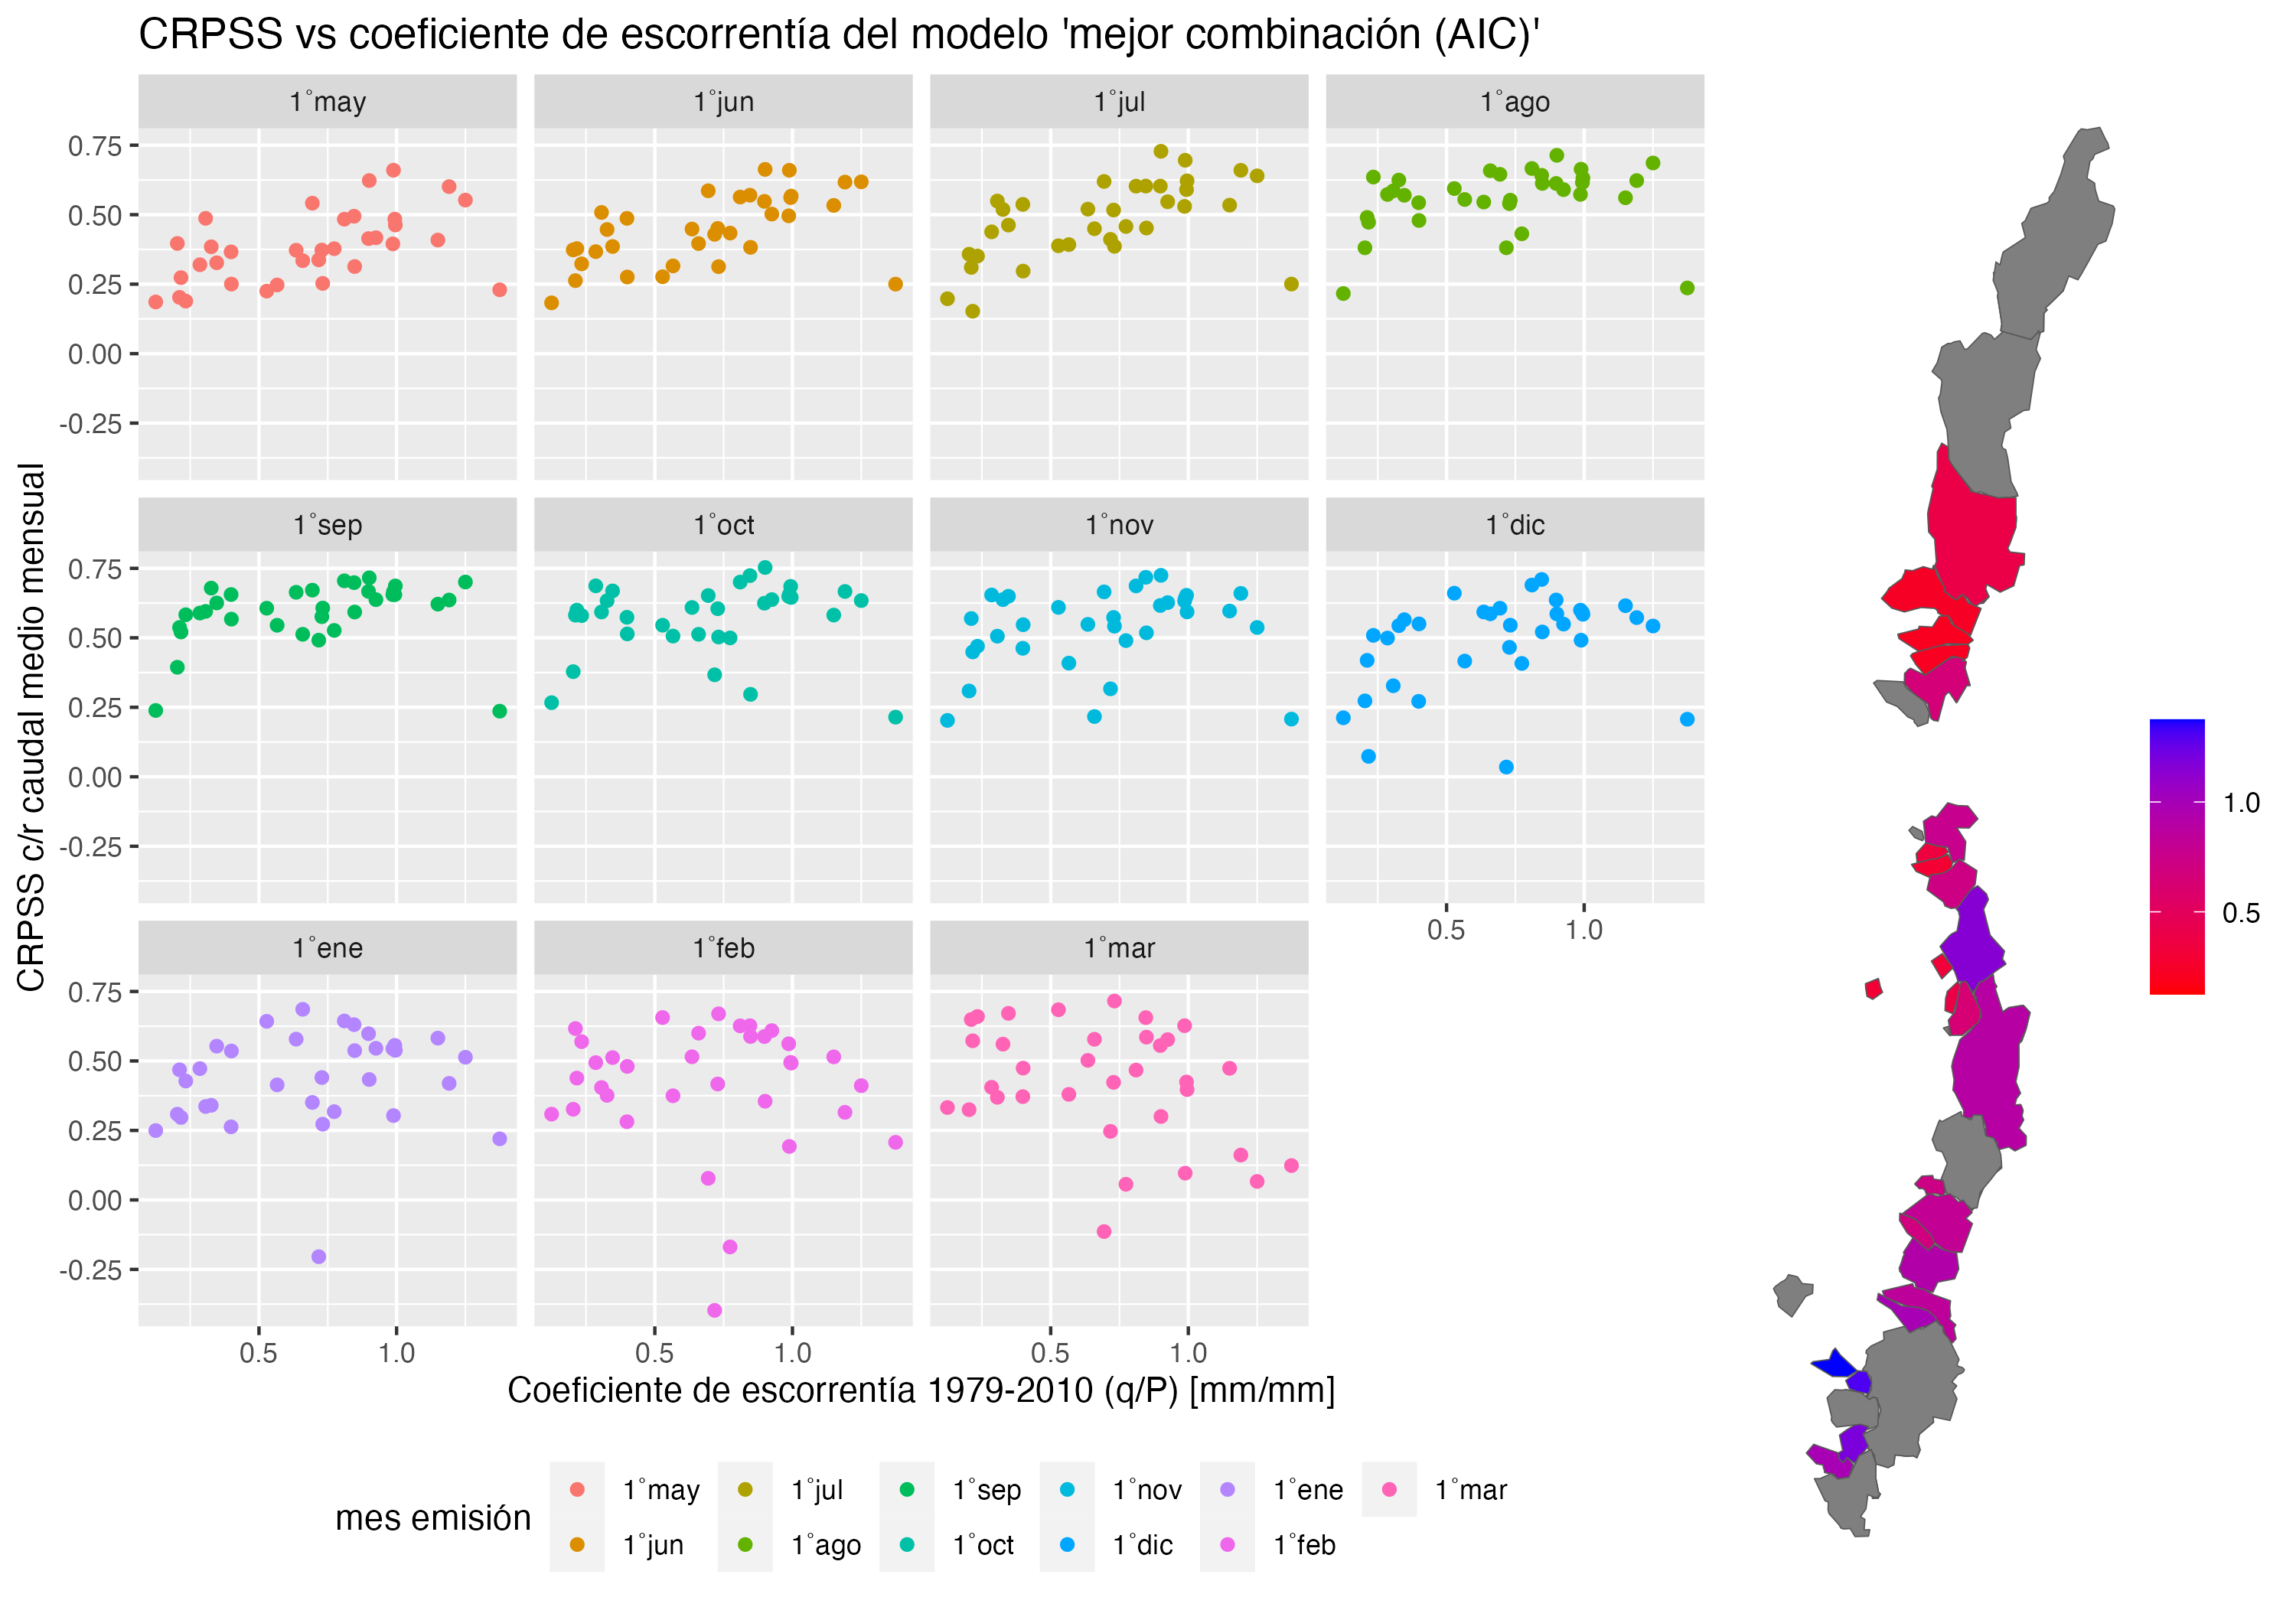 CRPSS vs coeficiente de escorrentía del modelo 'mejor combinación (AIC)'
1°may
1°jun
1°jul
1°ago
0.75
0.50
0.25
0.00
-0.25
1°sep
1°oct
1°nov
1°dic
0.75
0.50
0.25
0.00
-0.25
0.5
1.0
1°ene
1°feb
1°mar
0.75
0.50
0.25
0.00
-0.25
0.5
1.0
0.5
1.0
0.5
1.0
CRPSS c/r caudal medio mensual
Coeficiente de escorrentía 1979-2010 (q/P) [mm/mm]
mes emisión
1°may
1°jul
1°sep
1°nov
1°ene
1°mar
1°jun
1°ago
1°oct
1°dic
1°feb
1.0
0.5